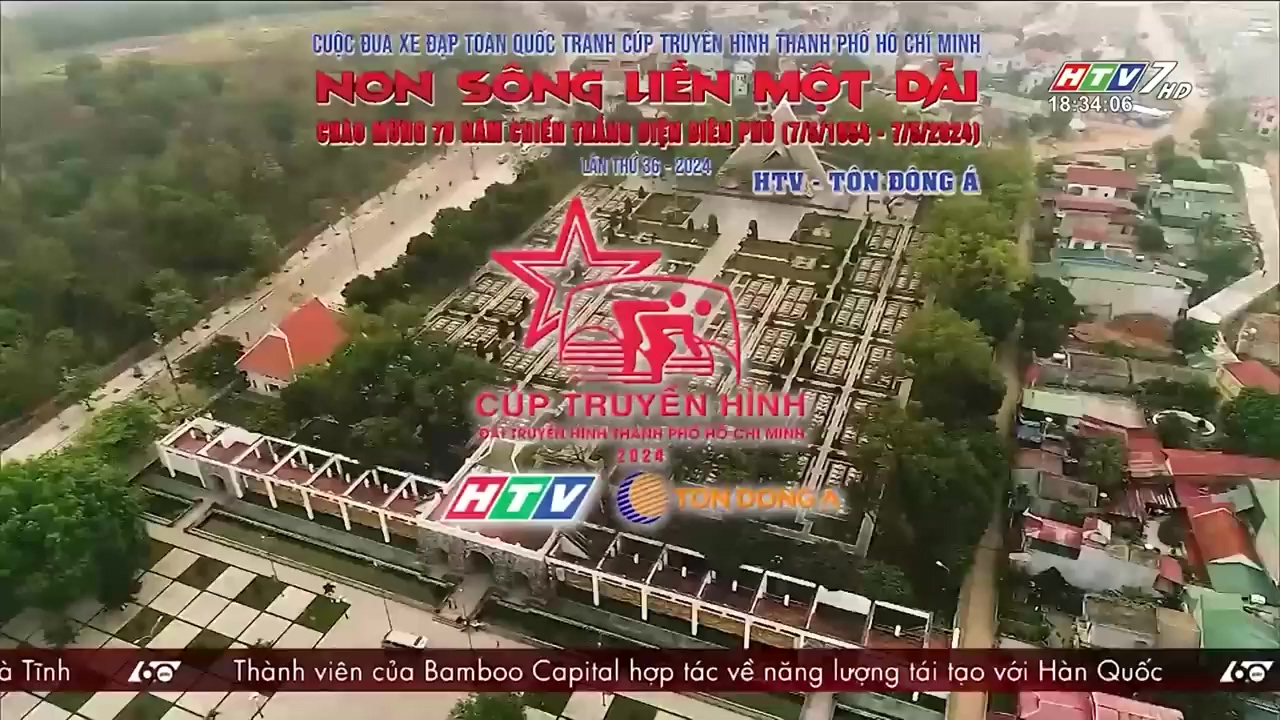 CUỘC ĐUA XE ĐẠP TOÀN QUỐC TRANH CÚP TRUYỀN HÌNH THÀNH PHỐ HỒ CHÍ MINH
NON SÔNG LIỀN MỘT DẢI
CHÀO MỪNG 70 NĂM CHIẾN THẮNG ĐIỆN BIÊN PHỦ (7/5/1954 - 7/5/2024)
LẦN THỨ 36 - 2024
HTV - TÔN ĐÔNG Á
HTV7 HD
18:34:06
CÚP TRUYỀN HÌNH
ĐÀI TRUYỀN HÌNH THÀNH PHỐ HỒ CHÍ MINH
2024
HTV
TÔN ĐÔNG Á
à Tĩnh
60
Thành viên của Bamboo Capital hợp tác về năng lượng tái tạo với Hàn Quốc
60